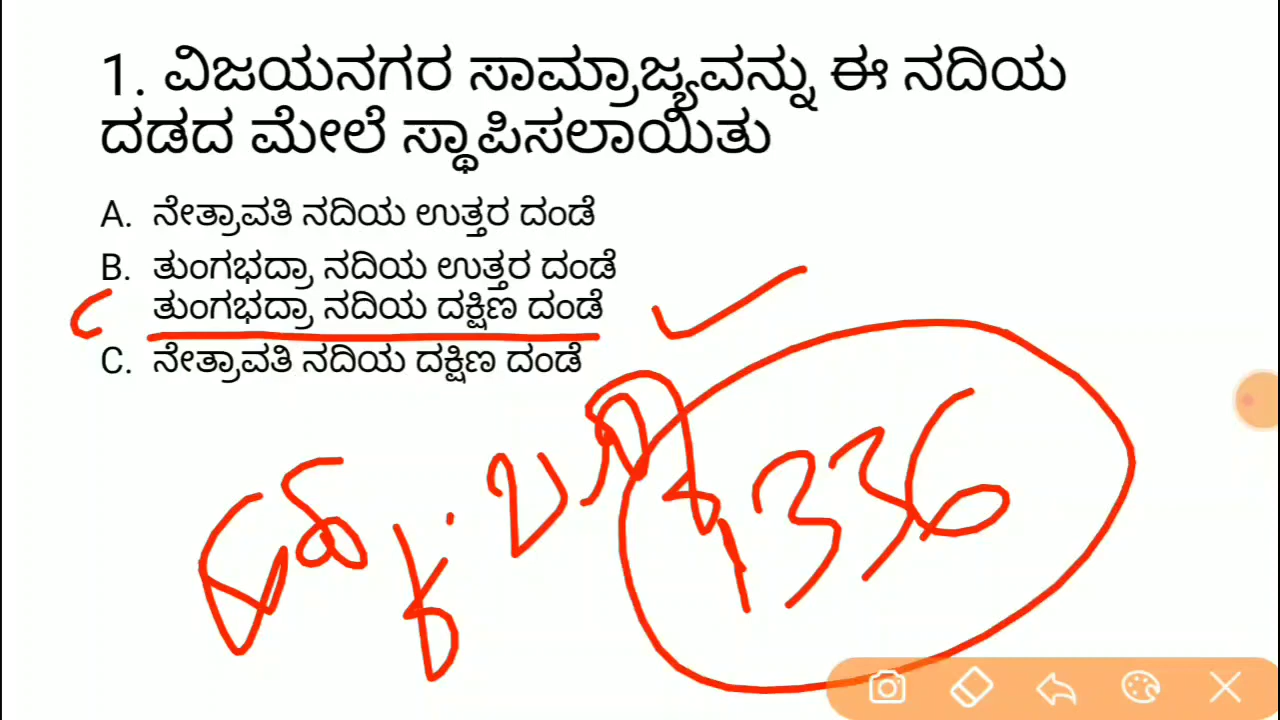 1. ವಿಜಯನಗರ ಸಾಮ್ರಾಜ್ಯವನ್ನು ಈ ನದಿಯ
ದಡದ ಮೇಲೆ ಸ್ಥಾಪಿಸಲಾಯಿತು
A. ನೇತ್ರಾವತಿ ನದಿಯ ಉತ್ತರ ದಂಡೆ
B. ತುಂಗಭದ್ರಾ ನದಿಯ ಉತ್ತರ ದಂಡೆ
C ತುಂಗಭದ್ರಾ ನದಿಯ ದಕ್ಷಿಣ ದಂಡೆ
C. ನೇತ್ರಾವತಿ ನದಿಯ ದಕ್ಷಿಣ ದಂಡೆ
1336